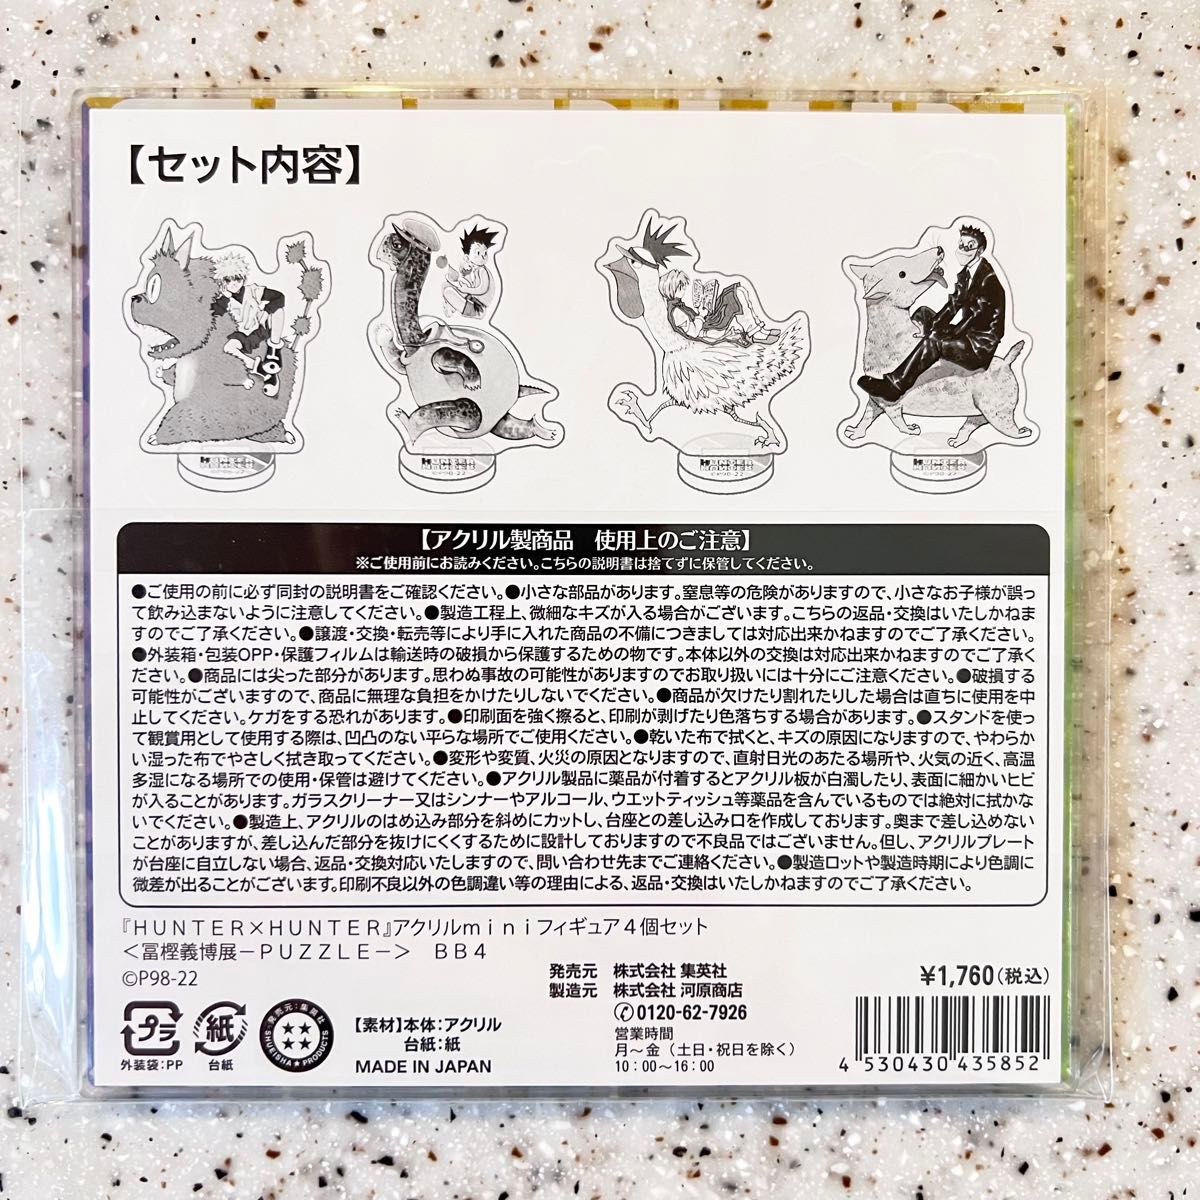 【セット内容】
HUNTER
HUNTER
©P98-22
HUNTER
HUNTER
HUNTER
HUNTER
©P98-22
HUNTER
HUNTER
©P98-22
【アクリル製商品　使用上のご注意】
※ご使用前にお読みください。こちらの説明書は捨てずに保管してください。
●ご使用の前に必ず同封の説明書をご確認ください。●小さな部品があります。窒息等の危険がありますので、小さなお子様が誤っ
て飲み込まないように注意してください。●製造工程上、微細なキズが入る場合がございます。こちらの返品・交換はいたしかねま
すのでご了承ください。●譲渡・交換・転売等により手に入れた商品の不備につきましては対応出来かねますのでご了承ください。
●外装箱・包装OPP・保護フィルムは輸送時の破損から保護するための物です。本体以外の交換は対応出来かねますのでご了承く
ださい。●商品には尖った部分があります。思わぬ事故の可能性がありますのでお取り扱いには十分にご注意ください。●破損する
可能性がございますので、商品に無理な負担をかけたりしないでください。●商品が欠けたり割れたりした場合は直ちに使用を中
止してください。ケガをする恐れがあります。●印刷面を強く擦ると、印刷が剥げたり色落ちする場合があります。●スタンドを使っ
て観賞用として使用する際は、凹凸のない平らな場所でご使用ください。●乾いた布で拭くと、キズの原因になりますので、やわらか
い湿った布でやさしく拭き取ってください。●変形や変質、火災の原因となりますので、直射日光のあたる場所や、火気の近く、高温
多湿になる場所での使用・保管は避けてください。●アクリル製品に薬品が付着するとアクリル板が白濁したり、表面に細かいヒビ
が入ることがあります。ガラスクリーナー又はシンナーやアルコール、ウエットティッシュ等薬品を含んでいるものでは絶対に拭かな
いでください。●製造上、アクリルのはめ込み部分を斜めにカットし、台座との差し込み口を作成しております。奥まで差し込めない
ことがありますが、差し込んだ部分を抜けにくくするために設計しておりますので不良品ではございません。但し、アクリルプレート
が台座に自立しない場合、返品・交換対応いたしますので、問い合わせ先までご連絡ください。●製造ロットや製造時期により色調に
微差が出ることがございます。印刷不良以外の色調違い等の理由による、返品・交換はいたしかねますのでご了承ください。
『ＨＵＮＴＥＲ×ＨＵＮＴＥＲ』アクリルｍｉｎｉフィギュア４個セット
＜冨樫義博展－ＰＵＺＺＬＥ－＞　ＢＢ４
©P98-22
発売元　株式会社 集英社
製造元　株式会社 河原商店
0120-62-7926
営業時間
月～金（土日・祝日を除く）
10：00～16：00
¥1,760(税込)
プラ
外装袋：PP
紙
台紙
発売元：集英社
SHUEISHA★PRODUCTS
【素材】本体：アクリル
台紙：紙
MADE IN JAPAN
4 530430 435852